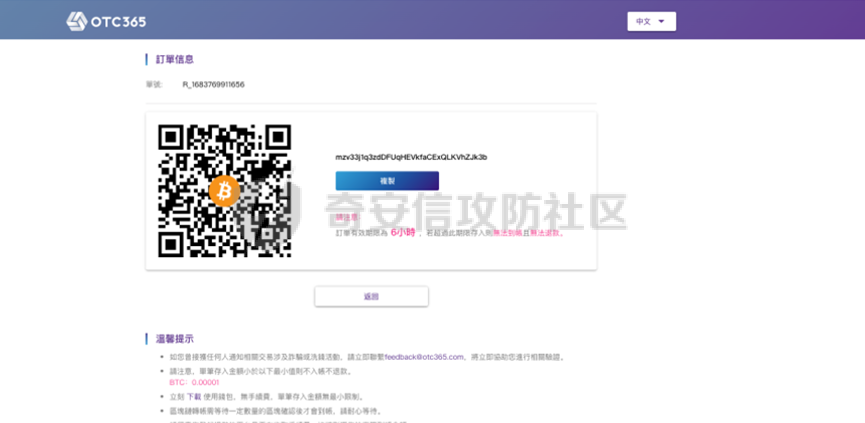 OTC365
中文
訂單信息
單號: R_1683769911656
mzv33j1q3zdDFUqHEVkfaCExQLKVhZJk3b
複製
奇安信攻防社区
請注意:
訂單有效期限為 6小時 ，若超過此期限存入則無法到帳且無法退款。
返回
溫馨提示
如您曾接獲任何人通知相關交易涉及詐騙或洗錢活動，請立即聯繫feedback@otc365.com，將立即協助您進行相關驗證。
請注意，單筆存入金額小於以下最小值則不入帳不退款。
BTC：0.00001
立刻 下載 使用錢包，無手續費，單筆存入金額無最小限制。
區塊鏈轉帳需等待一定數量的區塊確認後才會到帳，請耐心等待。